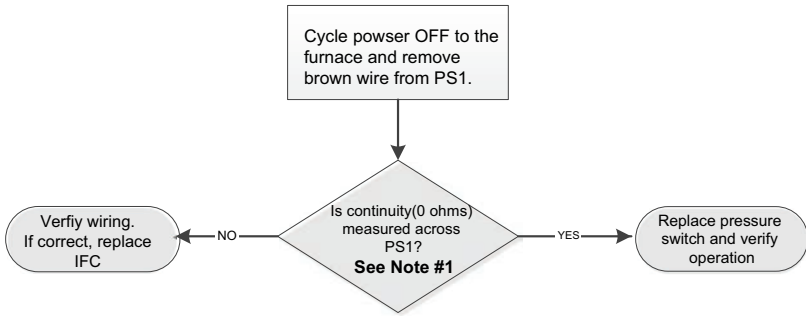 Cycle powser OFF to the
furnace and remove
brown wire from PS1.
Is continuity(0 ohms)
measured across
PS1?
See Note #1
NO
Verfiy wiring.
If correct, replace
IFC
YES
Replace pressure
switch and verify
operation